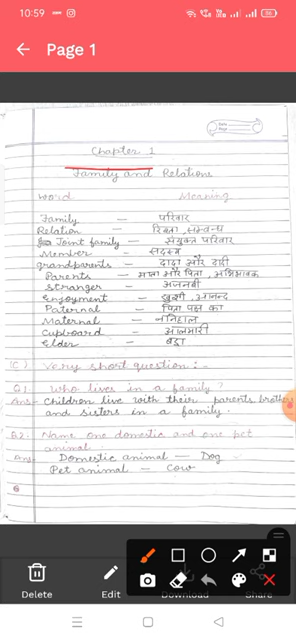 10:59
Page 1
Chapter 1
Family and Relations
Word Meaning
Family — परिवार
Relation — रिश्ता, सम्बन्ध
Joint family — संयुक्त परिवार
Member — सदस्य
grandparents — दादा और दादी
Parents — माता और पिता, अभिभावक
Stranger — अजनबी
Enjoyment — खुशी, आनन्द
Paternal — पिता पक्ष का
Maternal — ननिहाल
Cupboard — आलमारी
Elder — बड़ा
(C) Very short question :-
Q1. Who lives in a family?
Ans- Children live with their parents, brother
and sisters in a family.
Q2. Name one domestic and one pet
animal.
Ans- Domestic animal — Dog
Pet animal — Cow
Delete Edit Download Share